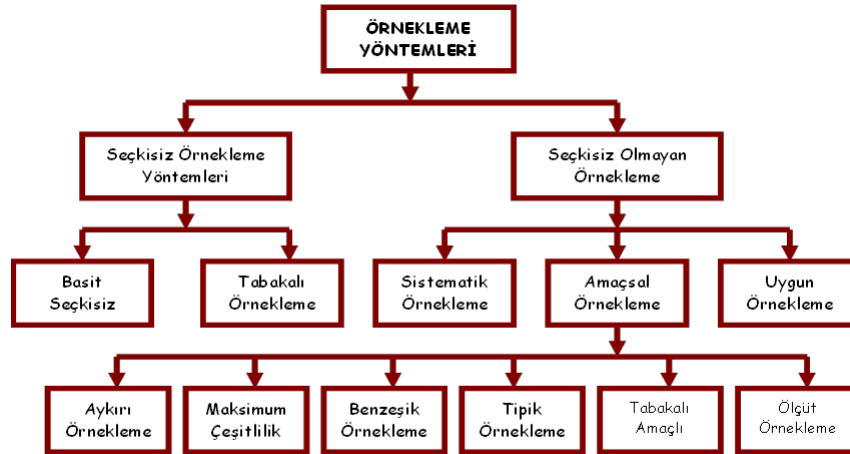 ÖRNEKLEME
YÖNTEMLERİ
Seçkisiz Örnekleme
Yöntemleri
Seçkisiz Olmayan
Örnekleme
Basit
Seçkisiz
Tabakalı
Örnekleme
Sistematik
Örnekleme
Amaçsal
Örnekleme
Uygun
Örnekleme
Aykırı
Örnekleme
Maksimum
Çeşitlilik
Benzeşik
Örnekleme
Tipik
Örnekleme
Tabakalı
Amaçlı
Ölçüt
Örnekleme